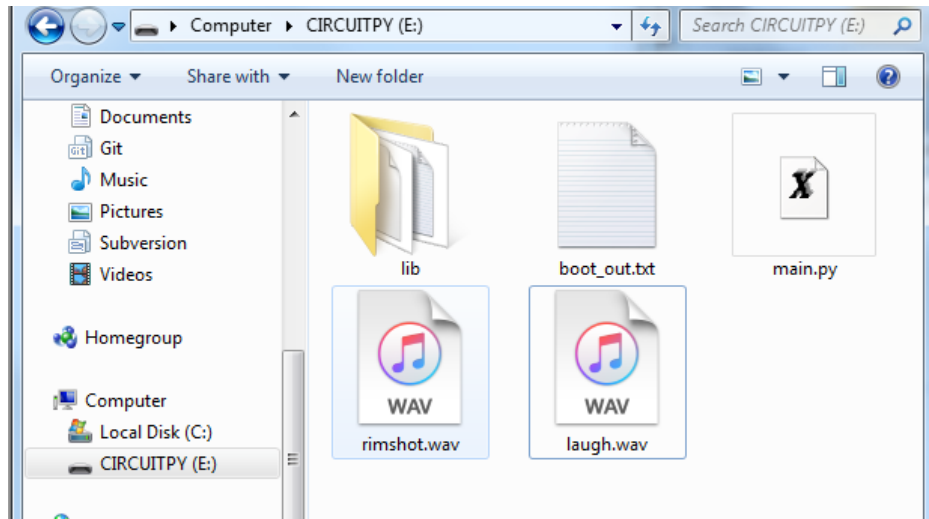 Computer CIRCUITPY (E:) Search CIRCUITPY (E:)
Organize Share with New folder
Documents
Git
Music
Pictures
Subversion
Videos
Homegroup
Computer
Local Disk (C:)
CIRCUITPY (E:)
lib boot_out.txt main.py
WAV WAV
rimshot.wav laugh.wav